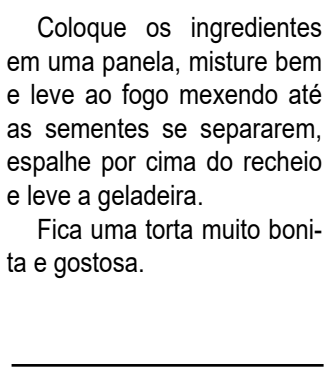 Coloque os ingredientes
em uma panela, misture bem
e leve ao fogo mexendo até
as sementes se separarem,
espalhe por cima do recheio
e leve a geladeira.
Fica uma torta muito boni-
ta e gostosa.